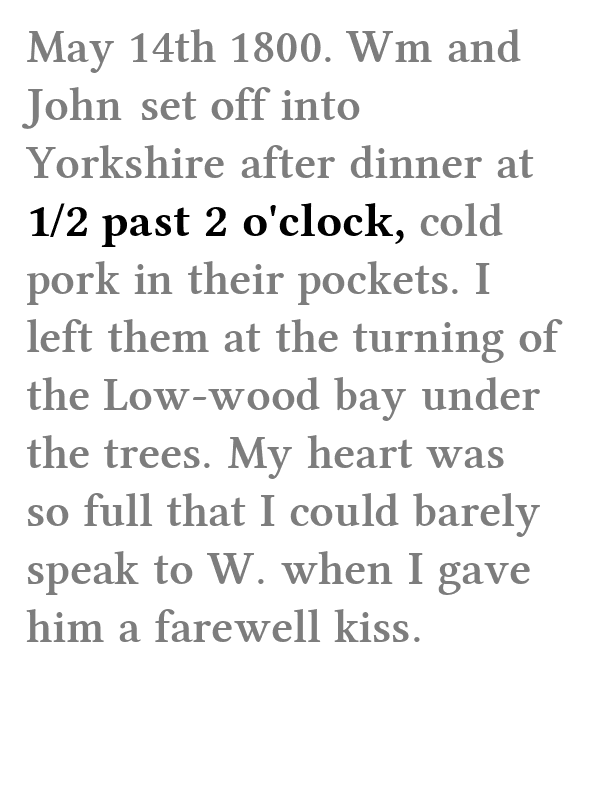 May 14th 1800. Wm and
John set off into
Yorkshire after dinner at
1/2 past 2 o'clock, cold
pork in their pockets. I
left them at the turning of
the Low-wood bay under
the trees. My heart was
so full that I could barely
speak to W. when I gave
him a farewell kiss.